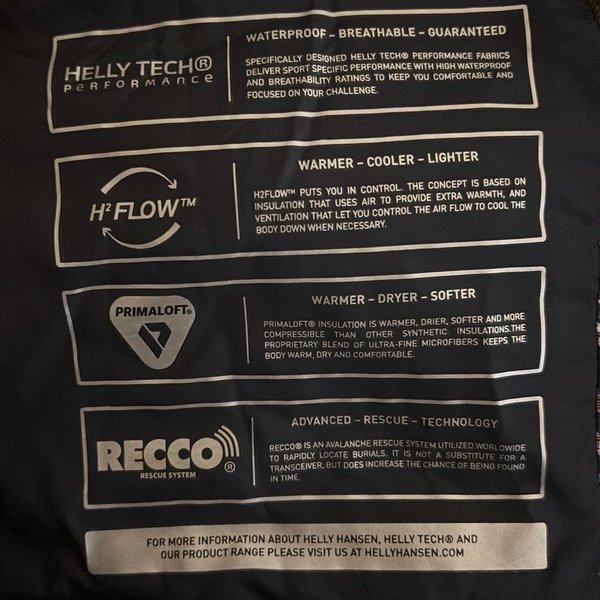 HELLY TECH®
PERFORMANCE
WATERPROOF – BREATHABLE – GUARANTEED
SPECIFICALLY DESIGNED HELLY TECH® PERFORMANCE FABRICS
DELIVER SPORT SPECIFIC PERFORMANCE WITH HIGH WATERPROOF
AND BREATHABILITY RATINGS TO KEEP YOU COMFORTABLE AND
FOCUSED ON YOUR CHALLENGE.
H² FLOW™
WARMER – COOLER – LIGHTER
H2FLOW™ PUTS YOU IN CONTROL. THE CONCEPT IS BASED ON
INSULATION THAT USES AIR TO PROVIDE EXTRA WARMTH, AND
VENTILATION THAT LET YOU CONTROL THE AIR FLOW TO COOL THE
BODY DOWN WHEN NECESSARY.
PRIMALOFT®
WARMER – DRYER – SOFTER
PRIMALOFT® INSULATION IS WARMER, DRIER, SOFTER AND MORE
COMPRESSIBLE THAN OTHER SYNTHETIC INSULATIONS.THE
PROPRIETARY BLEND OF ULTRA-FINE MICROFIBERS KEEPS THE
BODY WARM, DRY AND COMFORTABLE.
RECCO®
RESCUE SYSTEM
ADVANCED – RESCUE – TECHNOLOGY
RECCO® IS AN AVALANCHE RESCUE SYSTEM UTILIZED WORLDWIDE
TO RAPIDLY LOCATE BURIALS. IT IS NOT A SUBSTITUTE FOR A
TRANSCEIVER, BUT DOES INCREASE THE CHANCE OF BEING FOUND
IN TIME.
FOR MORE INFORMATION ABOUT HELLY HANSEN, HELLY TECH® AND
OUR PRODUCT RANGE PLEASE VISIT US AT HELLYHANSEN.COM